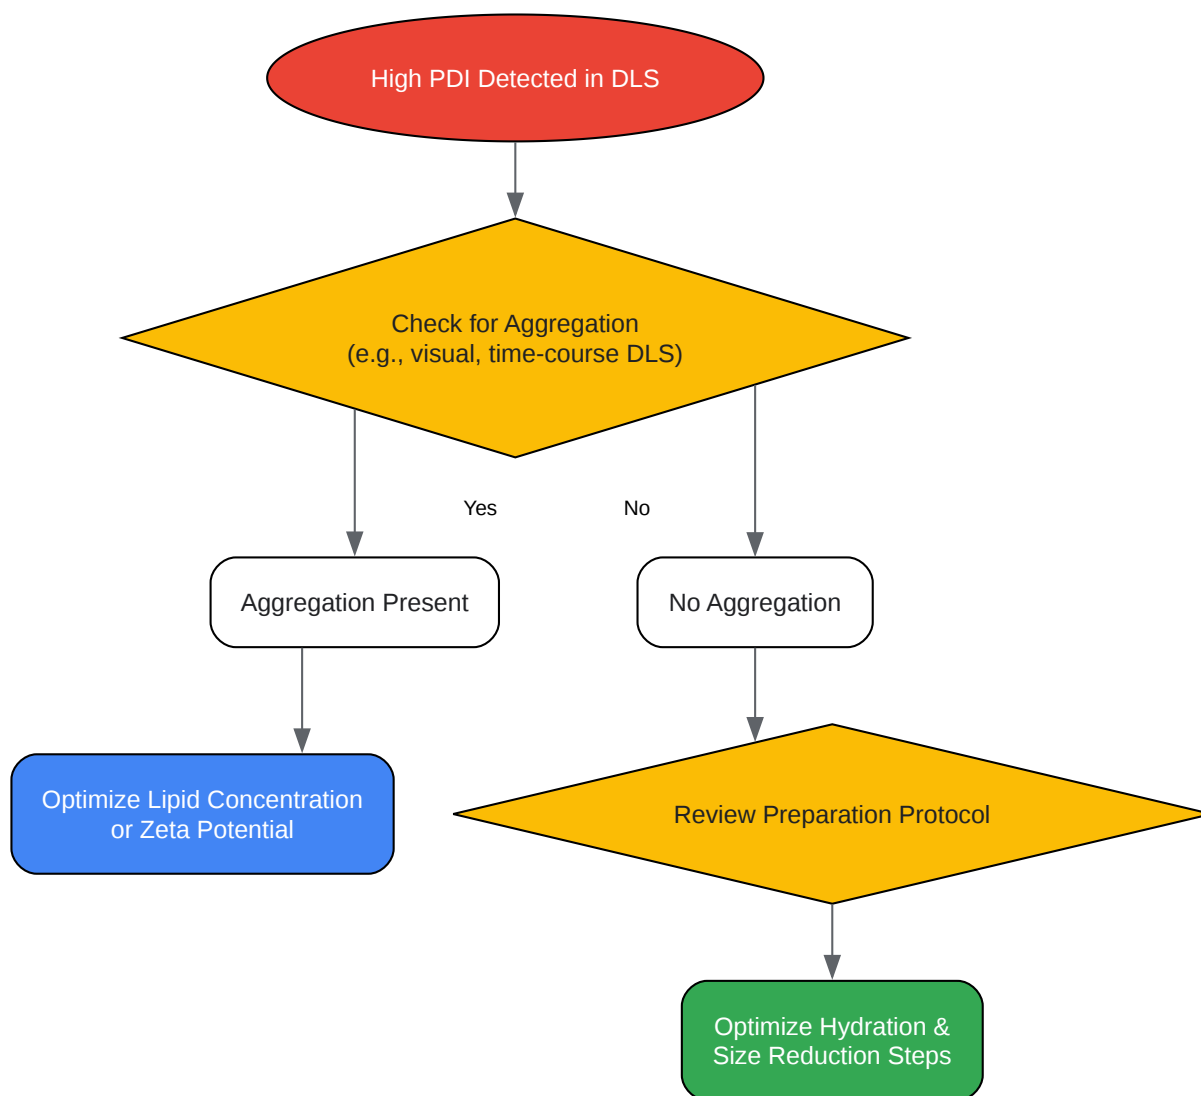 High PDI Detected in DLS
Check for Aggregation
(e.g., visual, time-course DLS)
Yes
No
Aggregation Present
No Aggregation
Optimize Lipid Concentration
or Zeta Potential
Review Preparation Protocol
Optimize Hydration &
Size Reduction Steps